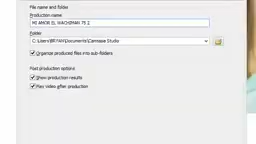 File name and folder
Production name
MI AMOR EL WACHIMAN 75 2
Folder
C:\Users\BRYAN\Documents\Camtasia Studio
Organize produced files into sub-folders
Post production options
Show production results
Play video after production